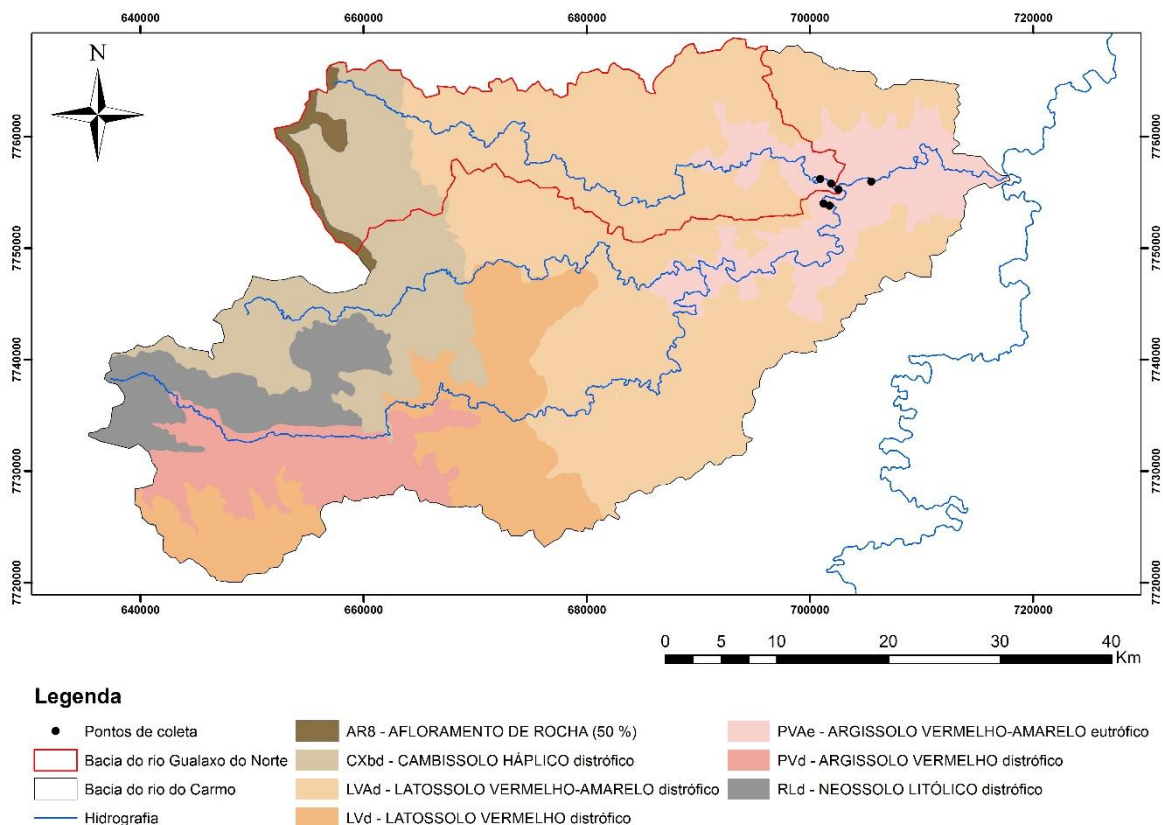 640000 660000 680000 700000 720000
N
7760000 7760000
7750000 7750000
7740000 7740000
7730000 7730000
7720000 7720000
640000 660000 680000 700000 720000
0 5 10 20 30 40
Km
Legenda
Pontos de coleta
Bacia do rio Gualaxo do Norte
Bacia do rio do Carmo
Hidrografia
AR8 - AFLORAMENTO DE ROCHA (50 %)
CXbd - CAMBISSOLO HÁPLICO distrófico
LVAd - LATOSSOLO VERMELHO-AMARELO distrófico
LVd - LATOSSOLO VERMELHO distrófico
PVAe - ARGISSOLO VERMELHO-AMARELO eutrófico
PVd - ARGISSOLO VERMELHO distrófico
RLd - NEOSSOLO LITÓLICO distrófico